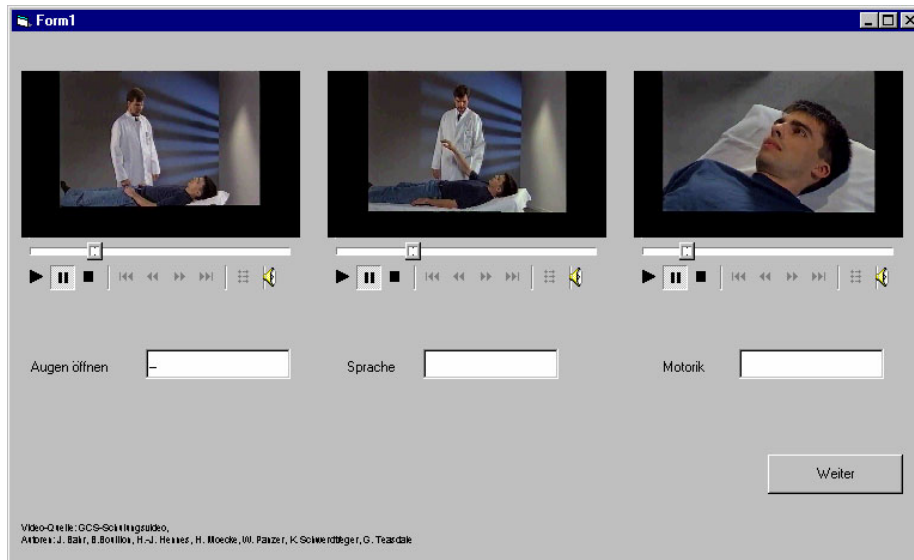 Form1
Augen öffnen
Sprache
Motorik
Weiter
Video-Quelle: GCS-Schulungsvideo,
Autoren: J. Bahr, B.Bouillon, H.-J. Hennes, H. Moecke, W. Panzer, K. Schwerdtfeger, G. Teasdale